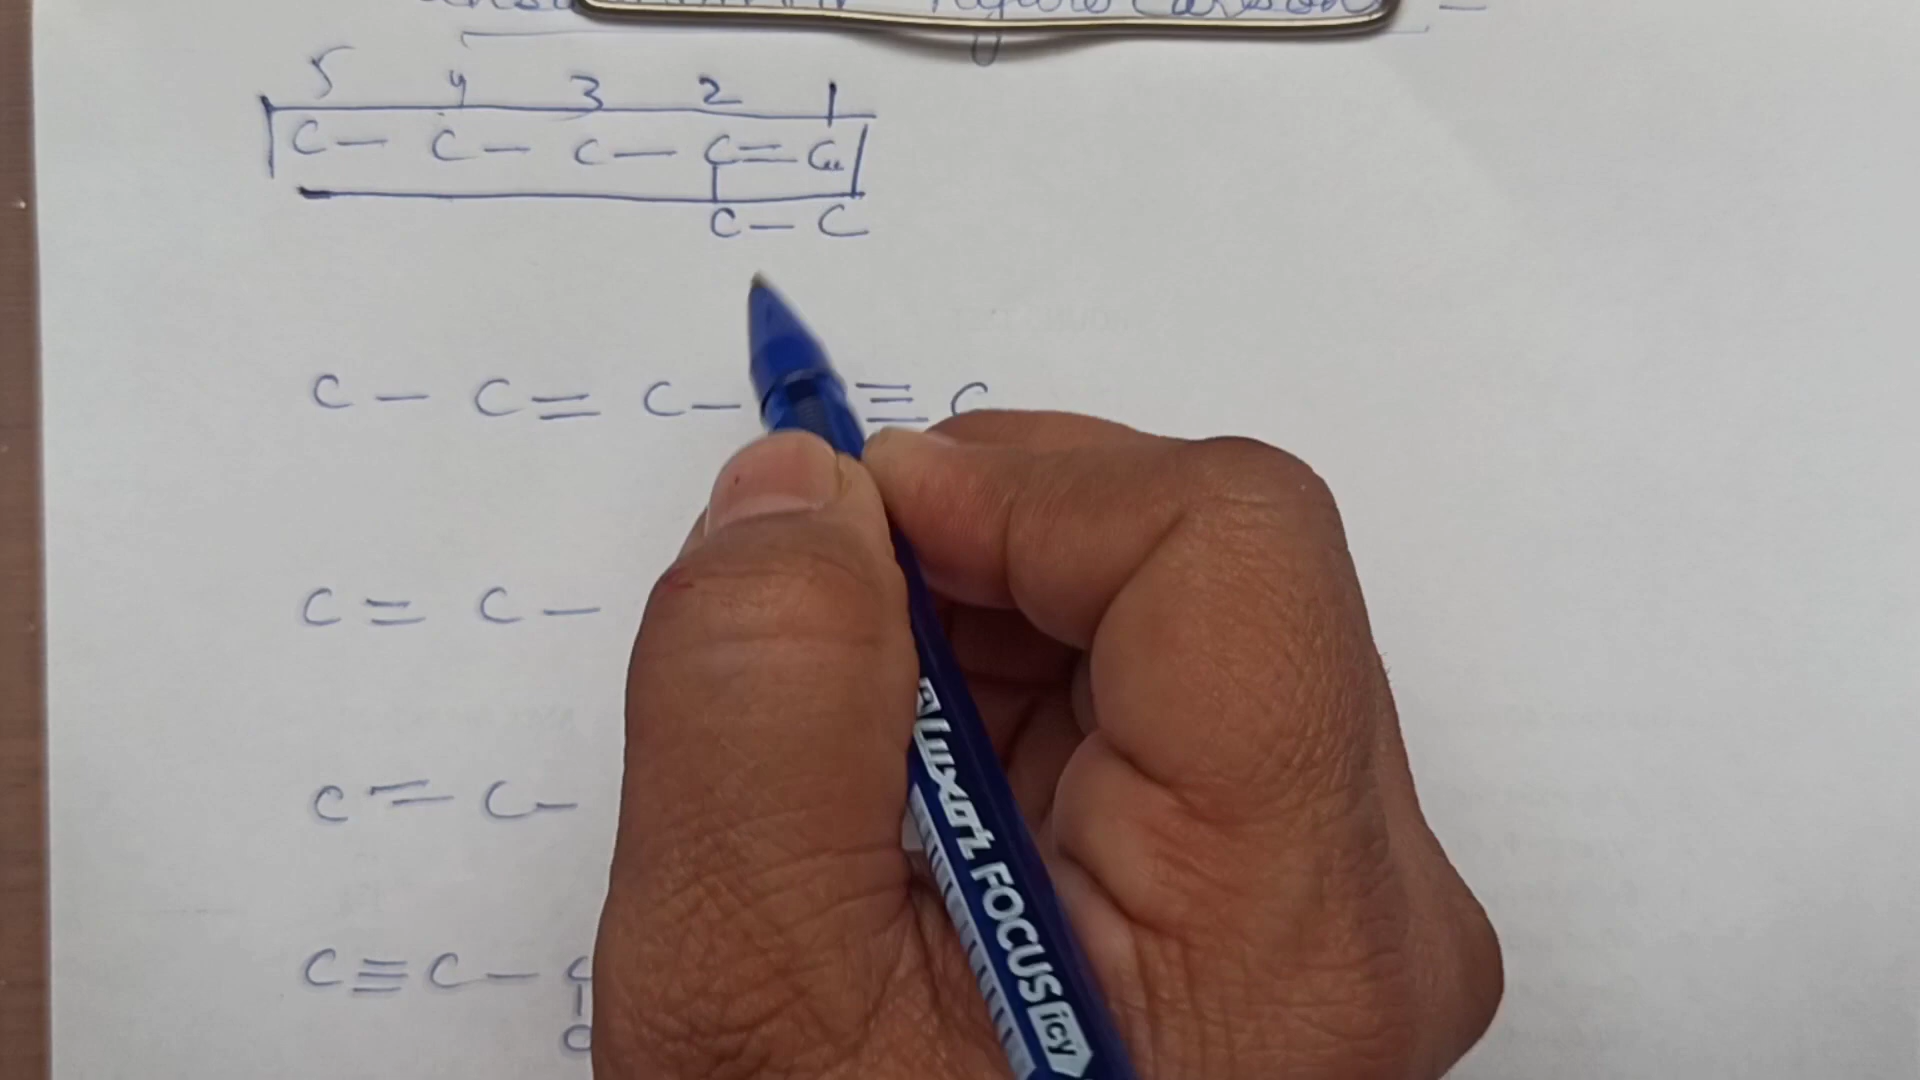 5 4 3 2 1
C - C - C - C = C
C - C
C - C = C - ≡ C
C = C -
C = C -
C ≡ C - C
Luxor FOCUS icy